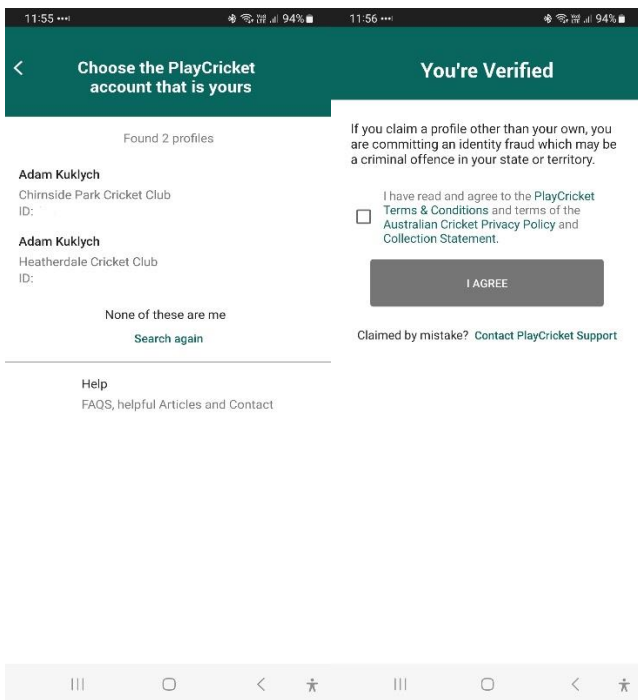 11:55
94%
Choose the PlayCricket
account that is yours
Found 2 profiles
Adam Kuklych
Chirnside Park Cricket Club
ID:
Adam Kuklych
Heatherdale Cricket Club
ID:
None of these are me
Search again
Help
FAQS, helpful Articles and Contact
11:56
94%
You're Verified
If you claim a profile other than your own, you
are committing an identity fraud which may be
a criminal offence in your state or territory.
I have read and agree to the PlayCricket
Terms & Conditions and terms of the
Australian Cricket Privacy Policy and
Collection Statement.
I AGREE
Claimed by mistake? Contact PlayCricket Support